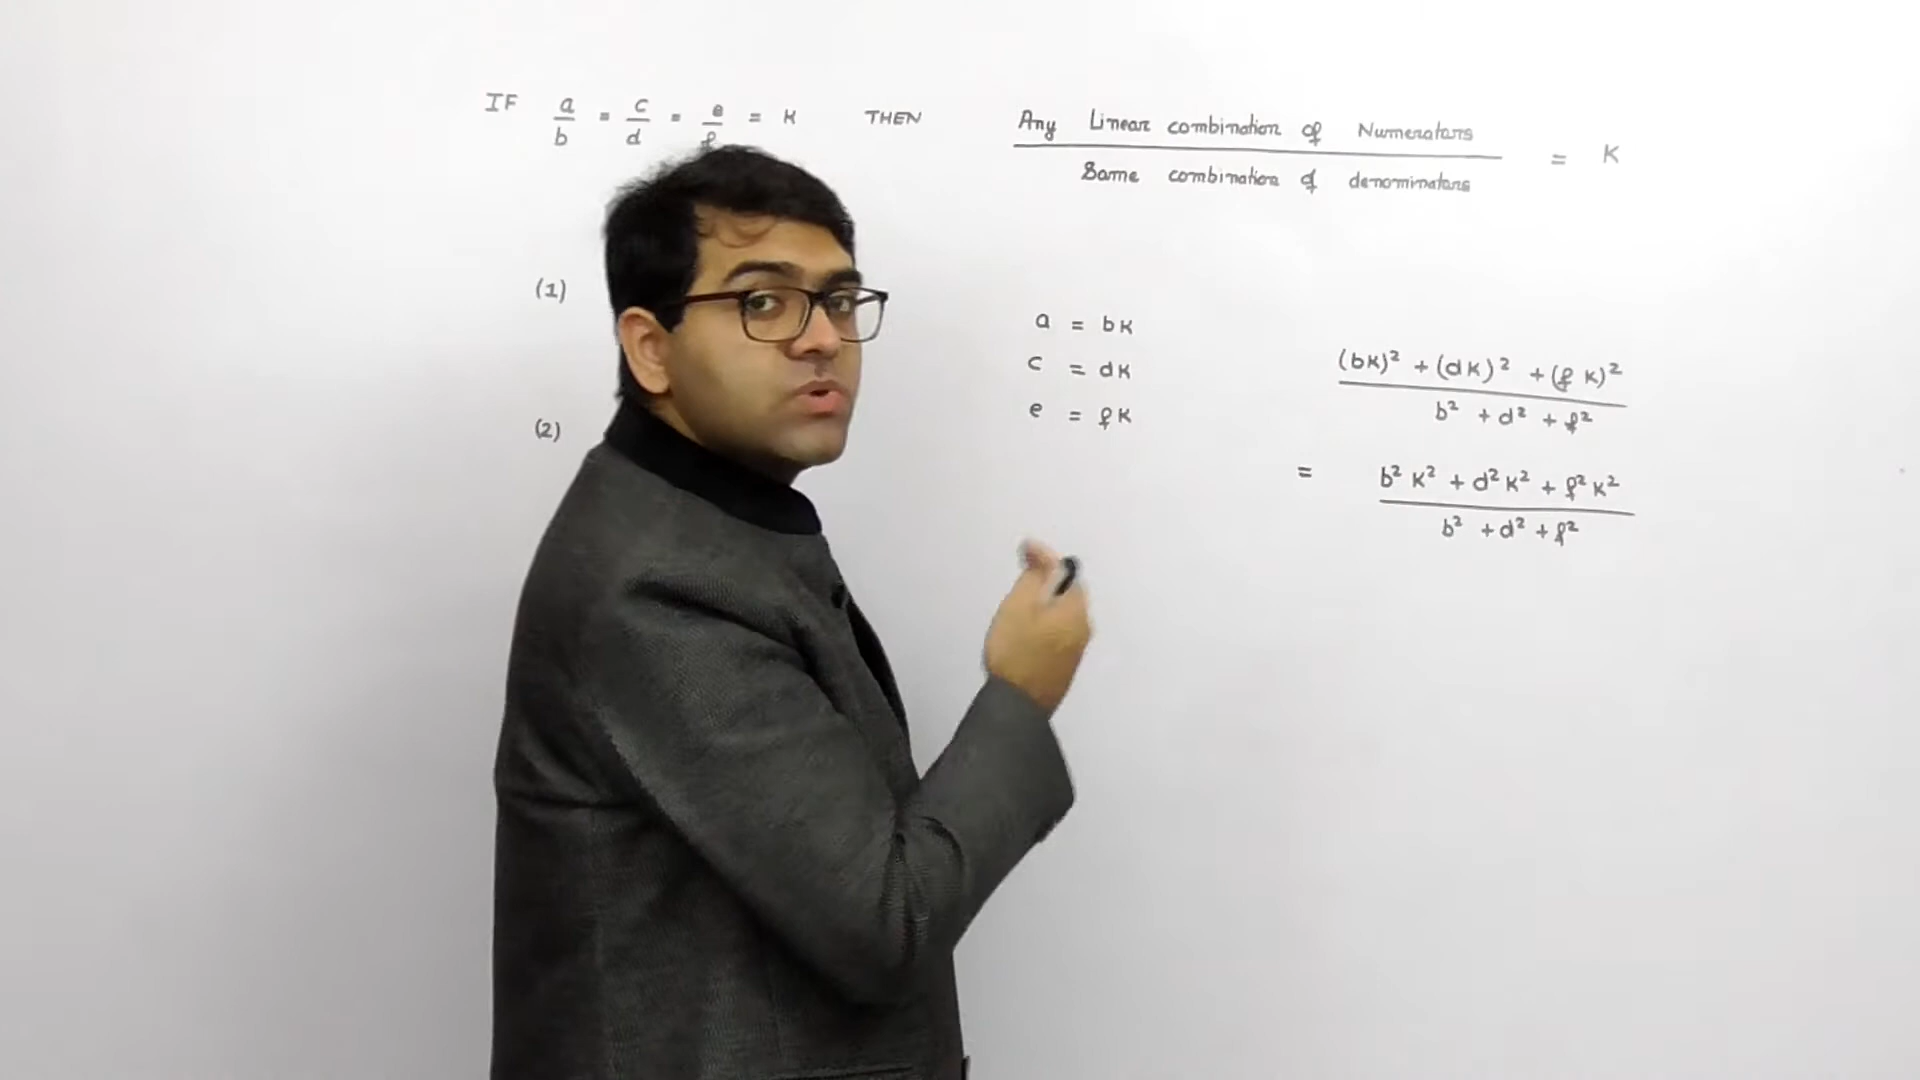 IF a/b = c/d = e/f = K THEN Any Linear combination of Numerators / Same combination of denominators = K
(1)
a = bK
c = dK
e = fK
(bK)² + (dK)² + (fK)² / b² + d² + f²
(2)
= b²K² + d²K² + f²K² / b² + d² + f²